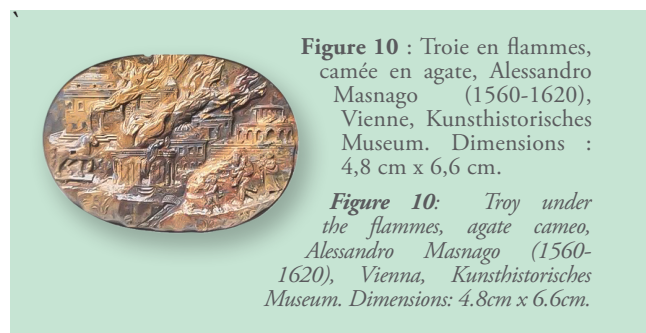 Figure 10 : Troie en flammes,
camée en agate, Alessandro
Masnago (1560-1620),
Vienne, Kunsthistorisches
Museum. Dimensions :
4,8 cm x 6,6 cm.
Figure 10: Troy under
the flammes, agate cameo,
Alessandro Masnago (1560-
1620), Vienna, Kunsthistorisches
Museum. Dimensions: 4.8cm x 6.6cm.